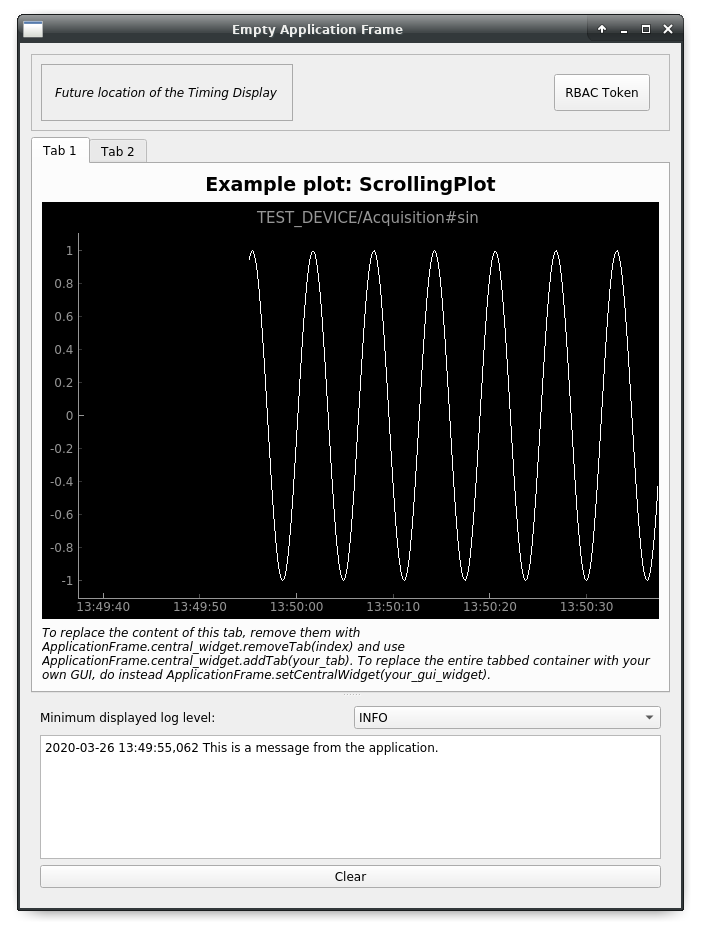 Empty Application Frame
Future location of the Timing Display
RBAC Token
Tab 1
Tab 2
Example plot: ScrollingPlot
TEST_DEVICE/Acquisition#sin
1
0.8
0.6
0.4
0.2
0
-0.2
-0.4
-0.6
-0.8
-1
13:49:40
13:49:50
13:50:00
13:50:10
13:50:20
13:50:30
To replace the content of this tab, remove them with
ApplicationFrame.central_widget.removeTab(index) and use
ApplicationFrame.central_widget.addTab(your_tab). To replace the entire tabbed container with your
own GUI, do instead ApplicationFrame.setCentralWidget(your_gui_widget).
Minimum displayed log level:
INFO
2020-03-26 13:49:55,062 This is a message from the application.
Clear